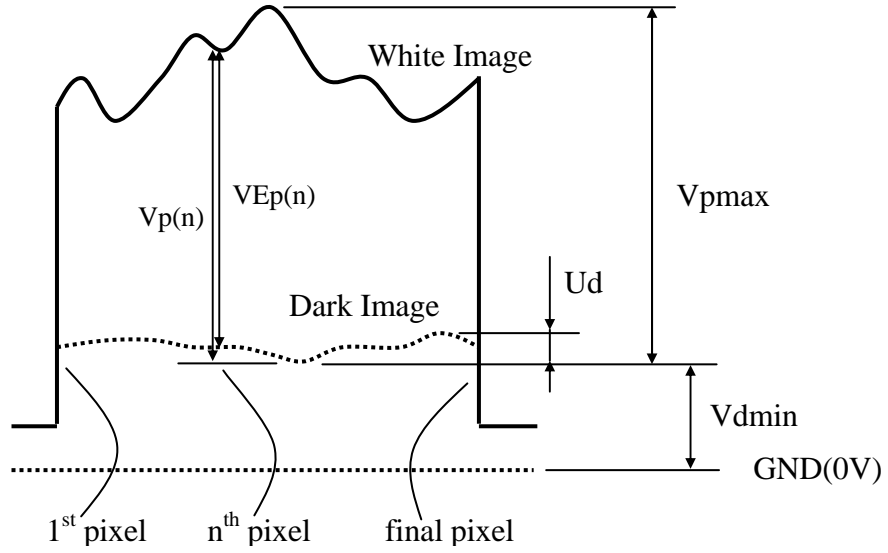 White Image
Vpmax
VEp(n)
Vp(n)
Ud
Dark Image
Vdmin
GND(0V)
1st pixel
nth pixel
final pixel